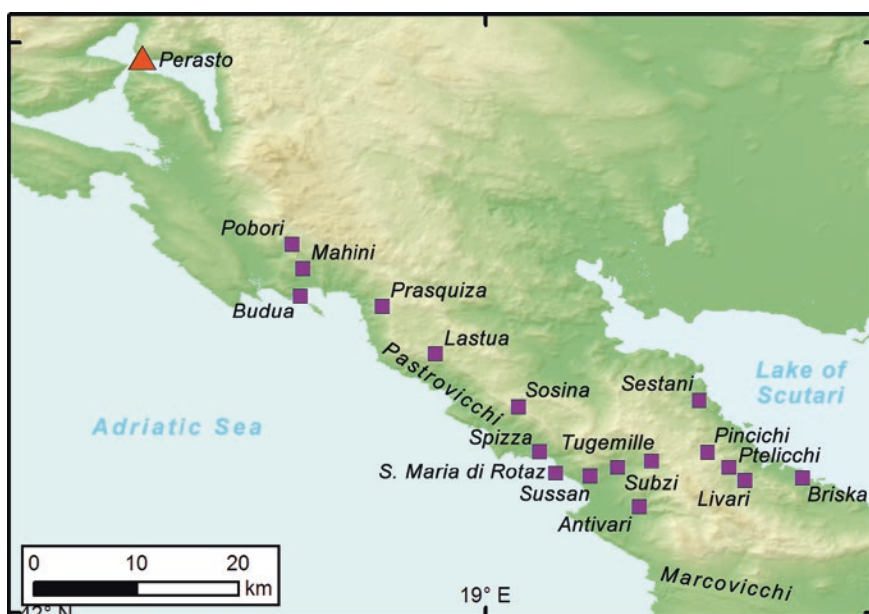 Perasto
Pobori
Mahini
Budua
Prasquiza
Lastua
Pastrovicchi
Sosina
Sestani
Lake of
Scutari
Adriatic Sea
Spizza
Tugemille
Pincichi
Ptelicchi
S. Maria di Rotaz
Subzi
Sussan
Livari
Briska
Antivari
Marcovicchi
0 10 20
km
42° N
19° E